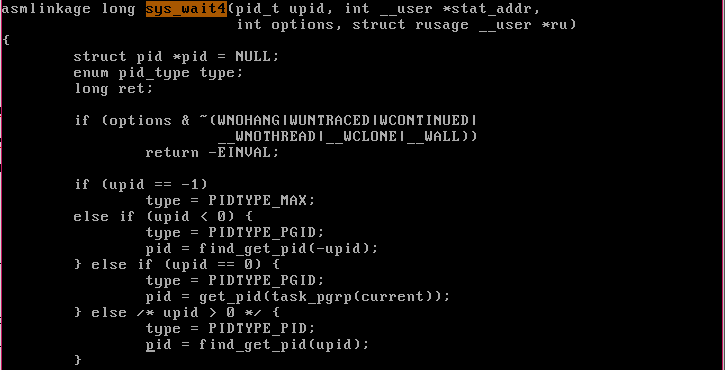 asmlinkage long sys_wait4(pid_t upid, int __user *stat_addr,
                          int options, struct rusage __user *ru)
{
        struct pid *pid = NULL;
        enum pid_type type;
        long ret;

        if (options & ~(WNOHANG|WUNTRACED|WCONTINUED|
                        __WNOTHREAD|__WCLONE|__WALL))
                return -EINVAL;

        if (upid == -1)
                type = PIDTYPE_MAX;
        else if (upid < 0) {
                type = PIDTYPE_PGID;
                pid = find_get_pid(-upid);
        } else if (upid == 0) {
                type = PIDTYPE_PGID;
                pid = get_pid(task_pgrp(current));
        } else /* upid > 0 */ {
                type = PIDTYPE_PID;
                pid = find_get_pid(upid);
        }